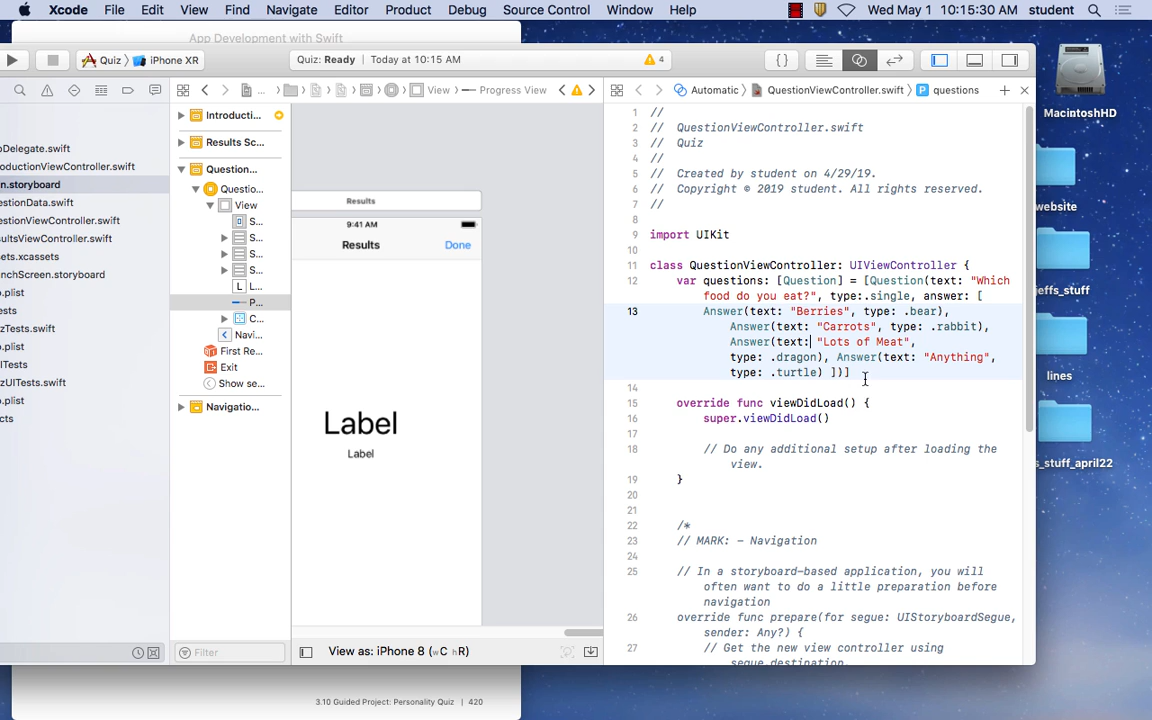 Xcode File Edit View Find Navigate Editor Product Debug Source Control Window Help Wed May 1 10:15:30 AM student
App Development with Swift
Quiz iPhone XR Quiz: Ready | Today at 10:15 AM 4
... View Progress View Automatic QuestionViewController.swift P questions
pDelegate.swift
oductionViewController.swift
n.storyboard
estionData.swift
estionViewController.swift
ultsViewController.swift
ets.xcassets
nchScreen.storyboard
o.plist
ests
zTests.swift
o.plist
ITests
zUITests.swift
o.plist
cts
Introducti...
Results Sc...
Question...
Questio...
View
S...
S...
S...
S...
L L...
P...
C...
Navi...
First Re...
Exit
Show se...
Navigatio...
Filter
Results
9:41 AM
Results Done
Label
Label
View as: iPhone 8 (wC hR)
1 //
2 // QuestionViewController.swift
3 // Quiz
4 //
5 // Created by student on 4/29/19.
6 // Copyright © 2019 student. All rights reserved.
7 //
8
9 import UIKit
10
11 class QuestionViewController: UIViewController {
12 var questions: [Question] = [Question(text: "Which
food do you eat?", type:.single, answer: [
13 Answer(text: "Berries", type: .bear),
Answer(text: "Carrots", type: .rabbit),
Answer(text: "Lots of Meat",
type: .dragon), Answer(text: "Anything",
type: .turtle) ])]
14
15 override func viewDidLoad() {
16 super.viewDidLoad()
17
18 // Do any additional setup after loading the
view.
19 }
20
21
22 /*
23 // MARK: - Navigation
24
25 // In a storyboard-based application, you will
often want to do a little preparation before
navigation
26 override func prepare(for segue: UIStoryboardSegue,
sender: Any?) {
27 // Get the new view controller using
segue.destination.
MacintoshHD
website
jeffs_stuff
lines
s_stuff_april22
3.10 Guided Project: Personality Quiz | 420